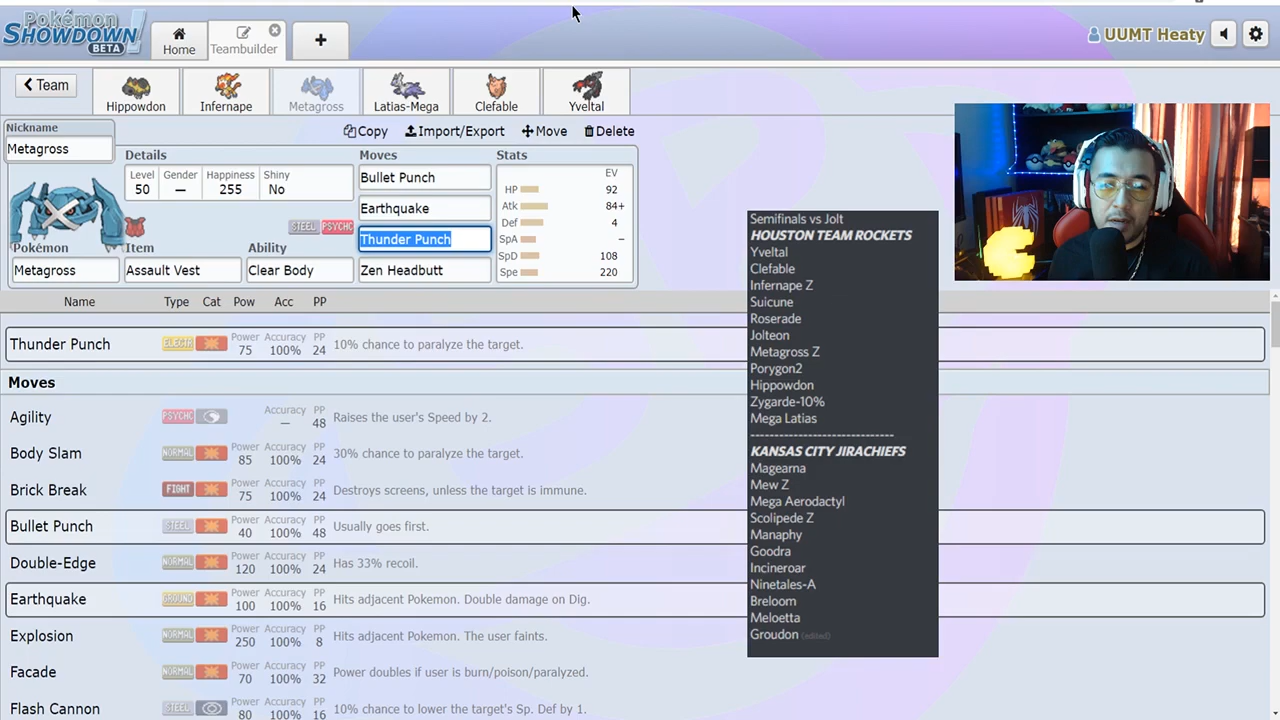 Pokémon
SHOWDOWN!
BETA
Home
Teambuilder
+
UUMT Heaty
Team
Hippowdon
Infernape
Metagross
Latias-Mega
Clefable
Yveltal
Nickname
Metagross
Copy
Import/Export
Move
Delete
Details
Level
50
Gender
—
Happiness
255
Shiny
No
STEEL
PSYCHC
Pokémon
Metagross
Item
Assault Vest
Ability
Clear Body
Moves
Bullet Punch
Earthquake
Thunder Punch
Zen Headbutt
Stats
EV
HP 92
Atk 84+
Def 4
SpA –
SpD 108
Spe 220
Name Type Cat Pow Acc PP
Thunder Punch ELECTR Power 75 Accuracy 100% PP 24 10% chance to paralyze the target.
Moves
Agility PSYCHC Accuracy — PP 48 Raises the user's Speed by 2.
Body Slam NORMAL Power 85 Accuracy 100% PP 24 30% chance to paralyze the target.
Brick Break FIGHT Power 75 Accuracy 100% PP 24 Destroys screens, unless the target is immune.
Bullet Punch STEEL Power 40 Accuracy 100% PP 48 Usually goes first.
Double-Edge NORMAL Power 120 Accuracy 100% PP 24 Has 33% recoil.
Earthquake GROUND Power 100 Accuracy 100% PP 16 Hits adjacent Pokemon. Double damage on Dig.
Explosion NORMAL Power 250 Accuracy 100% PP 8 Hits adjacent Pokemon. The user faints.
Facade NORMAL Power 70 Accuracy 100% PP 32 Power doubles if user is burn/poison/paralyzed.
Flash Cannon STEEL Power 80 Accuracy 100% PP 16 10% chance to lower the target's Sp. Def by 1.
Semifinals vs Jolt
HOUSTON TEAM ROCKETS
Yveltal
Clefable
Infernape Z
Suicune
Roserade
Jolteon
Metagross Z
Porygon2
Hippowdon
Zygarde-10%
Mega Latias
------------------------------
KANSAS CITY JIRACHIEFS
Magearna
Mew Z
Mega Aerodactyl
Scolipede Z
Manaphy
Goodra
Incineroar
Ninetales-A
Breloom
Meloetta
Groudon (edited)